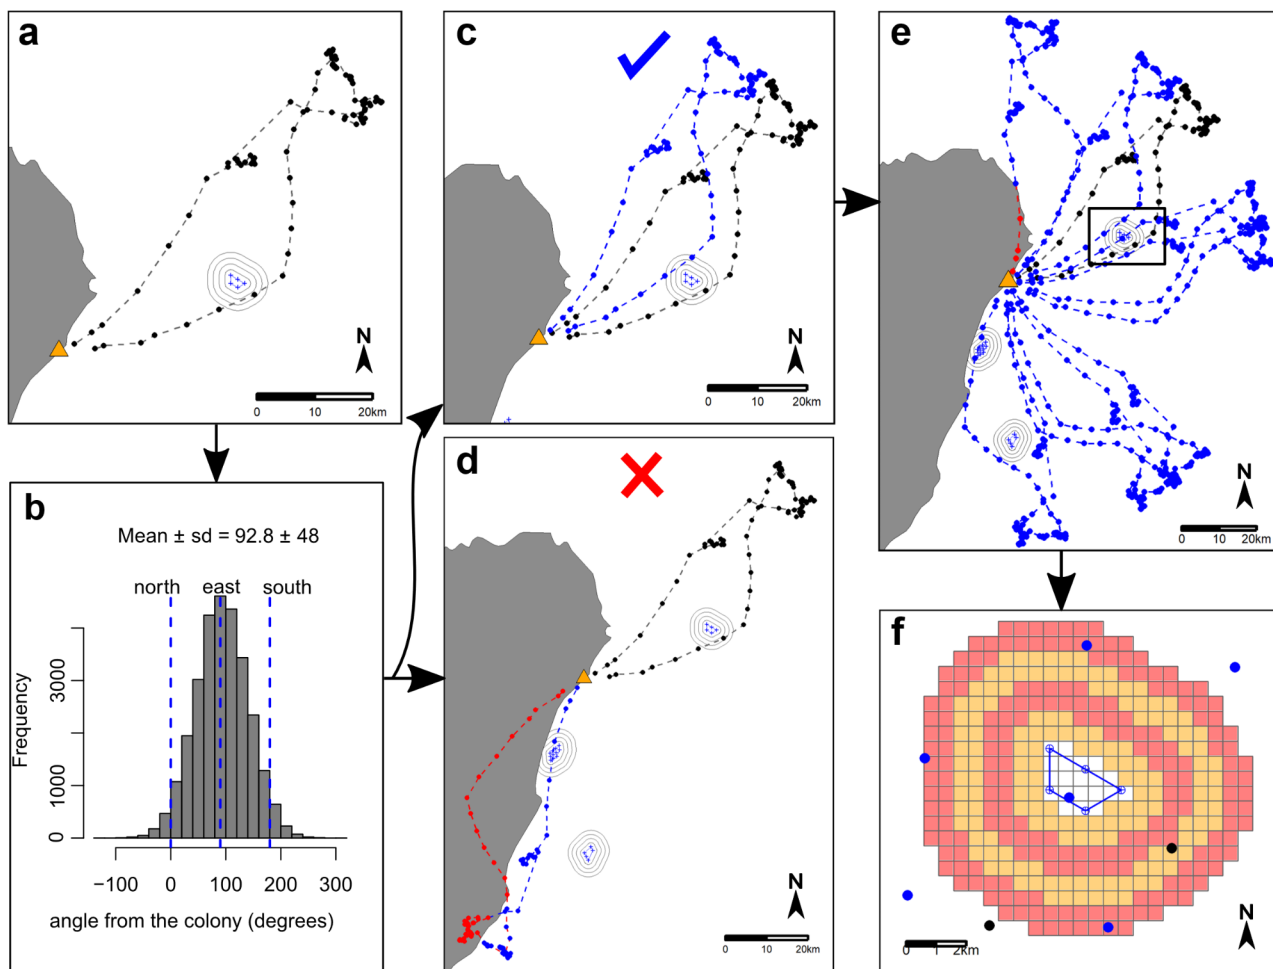 a
N
0 10 20km
b
Mean ± sd = 92.8 ± 48
north east south
Frequency
3000
1000
0
−100 0 100 200 300
angle from the colony (degrees)
c
N
0 10 20km
d
N
0 10 20km
e
N
0 10 20km
f
N
0 1 2km